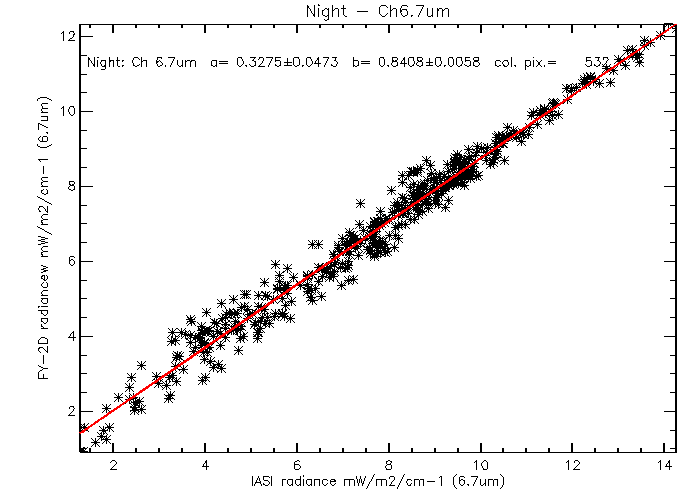 Night - Ch6.7um
Night: Ch 6.7um a= 0.3275±0.0473 b= 0.8408±0.0058 col. pix.= 532
12
10
8
6
4
2
FY-2D radiancew mW/m2/cm-1 (6.7um)
2 4 6 8 10 12 14
IASI radiance mW/m2/cm-1 (6.7um)